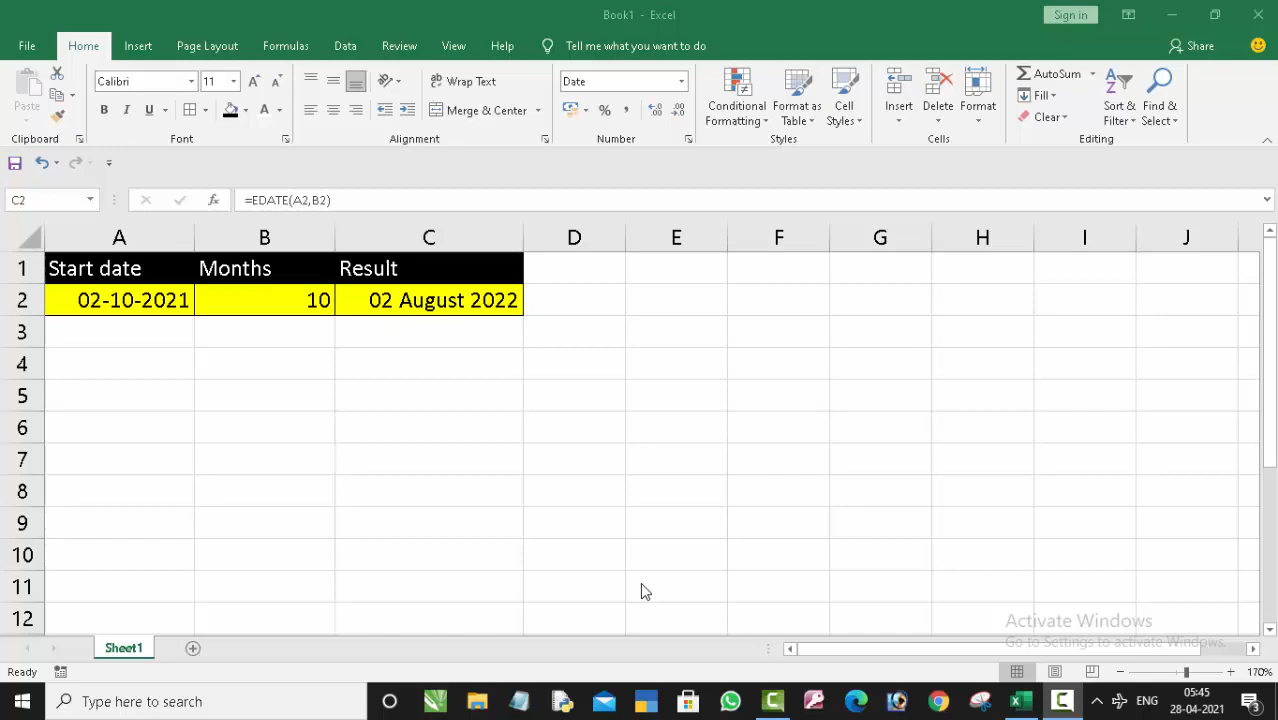 Book1 - Excel
Sign in
File Home Insert Page Layout Formulas Data Review View Help Tell me what you want to do Share
Paste
Clipboard
Calibri 11
B I U A
Font
Wrap Text
Merge & Center
Alignment
Date
% ,
Number
Conditional Formatting
Format as Table
Cell Styles
Styles
Insert Delete Format
Cells
AutoSum
Fill
Clear
Sort & Filter
Find & Select
Editing
C2 fx =EDATE(A2,B2)
A B C D E F G H I J
1 Start date Months Result
2 02-10-2021 10 02 August 2022
3
4
5
6
7
8
9
10
11
12
Activate Windows
Go to Settings to activate Windows.
Sheet1
Ready 170%
Type here to search
ENG
05:45
28-04-2021
3